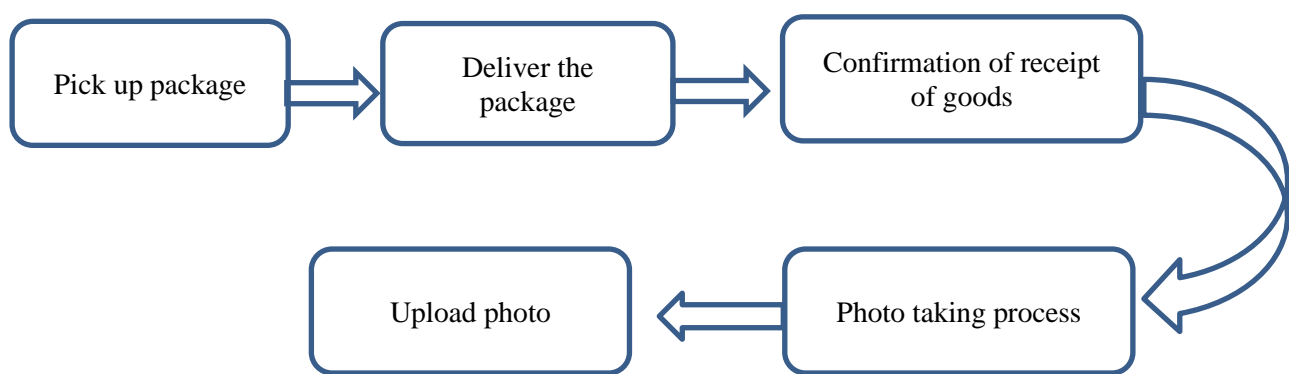 Pick up package
Deliver the
package
Confirmation of receipt
of goods
Photo taking process
Upload photo